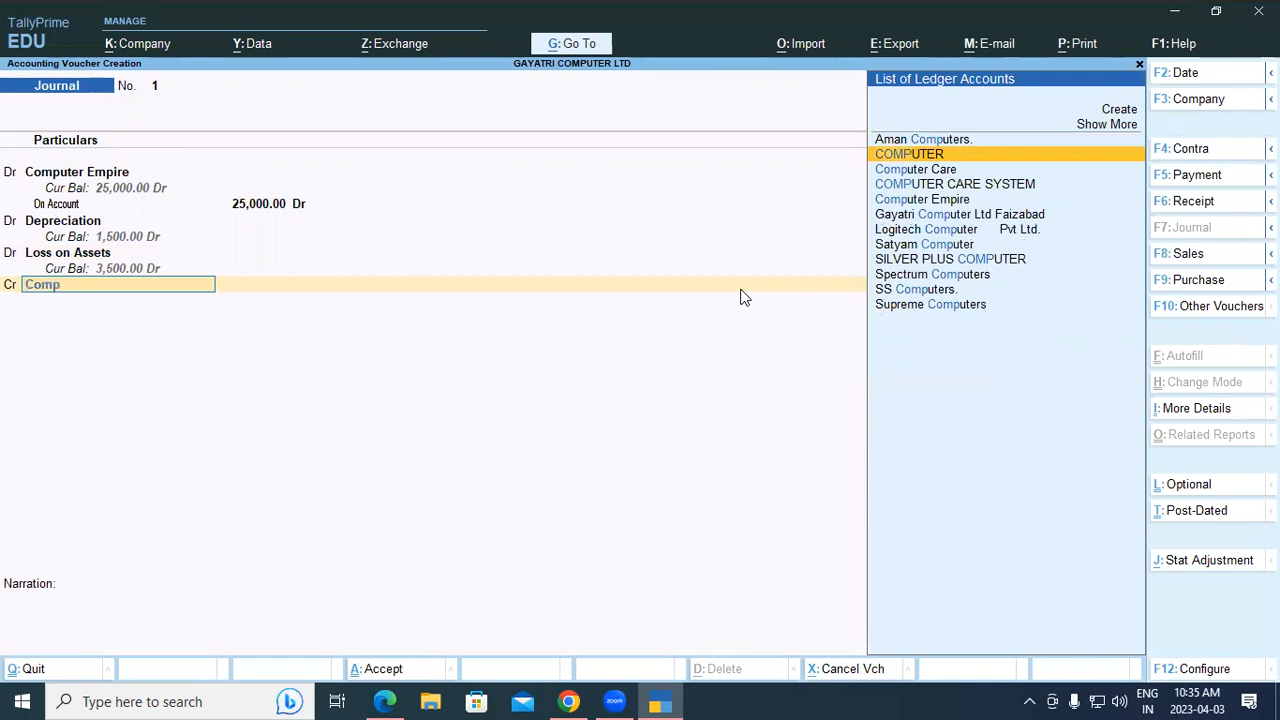 TallyPrime
EDU
MANAGE
K: Company
Y: Data
Z: Exchange
G: Go To
O: Import
E: Export
M: E-mail
P: Print
F1: Help
Accounting Voucher Creation
GAYATRI COMPUTER LTD
Journal No. 1
Particulars
Dr Computer Empire
Cur Bal: 25,000.00 Dr
On Account 25,000.00 Dr
Dr Depreciation
Cur Bal: 1,500.00 Dr
Dr Loss on Assets
Cur Bal: 3,500.00 Dr
Cr Comp
Narration:
List of Ledger Accounts
Create
Show More
Aman Computers.
COMPUTER
Computer Care
COMPUTER CARE SYSTEM
Computer Empire
Gayatri Computer Ltd Faizabad
Logitech Computer Pvt Ltd.
Satyam Computer
SILVER PLUS COMPUTER
Spectrum Computers
SS Computers.
Supreme Computers
F2: Date
F3: Company
F4: Contra
F5: Payment
F6: Receipt
F7: Journal
F8: Sales
F9: Purchase
F10: Other Vouchers
F: Autofill
H: Change Mode
I: More Details
O: Related Reports
L: Optional
T: Post-Dated
J: Stat Adjustment
Q: Quit
A: Accept
D: Delete
X: Cancel Vch
F12: Configure
Type here to search
zoom
ENG
IN
10:35 AM
2023-04-03